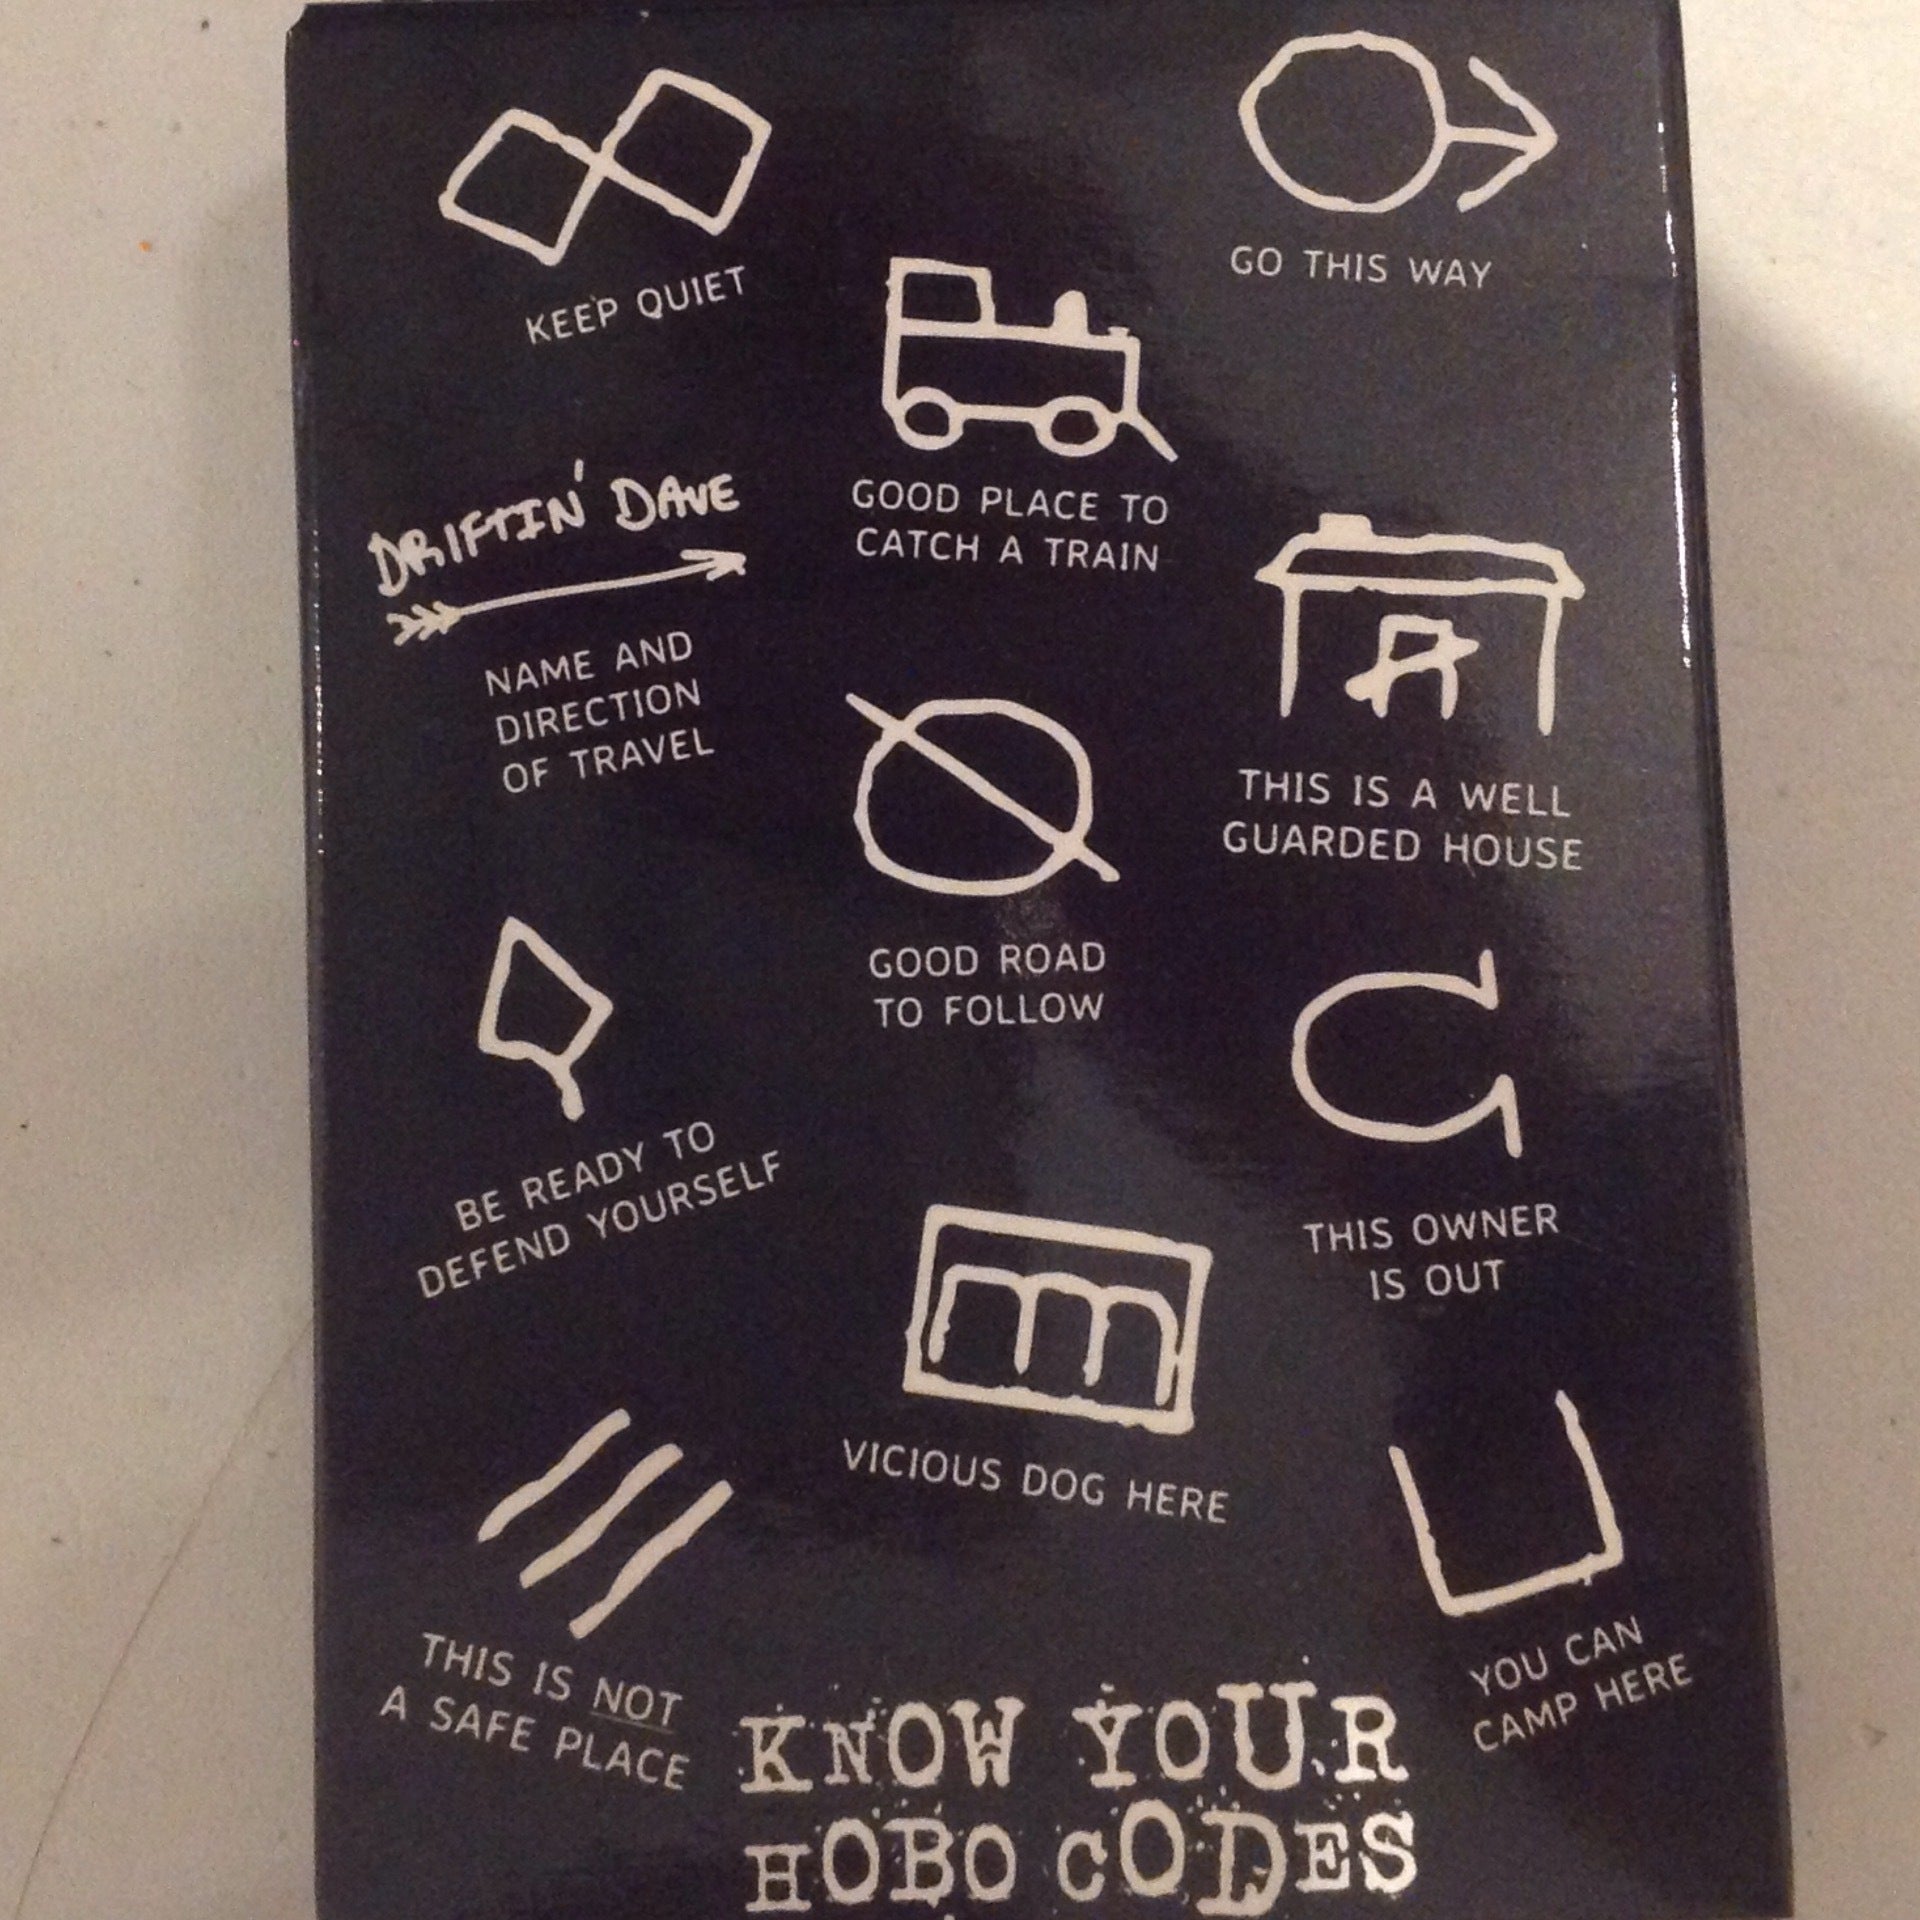 KEEP QUIET
GO THIS WAY
GOOD PLACE TO
CATCH A TRAIN
DRIFTIN' DAVE
NAME AND
DIRECTION
OF TRAVEL
THIS IS A WELL
GUARDED HOUSE
GOOD ROAD
TO FOLLOW
BE READY TO
DEFEND YOURSELF
THIS OWNER
IS OUT
VICIOUS DOG HERE
THIS IS NOT
A SAFE PLACE
YOU CAN
CAMP HERE
KNOW YOUR
HOBO CODES